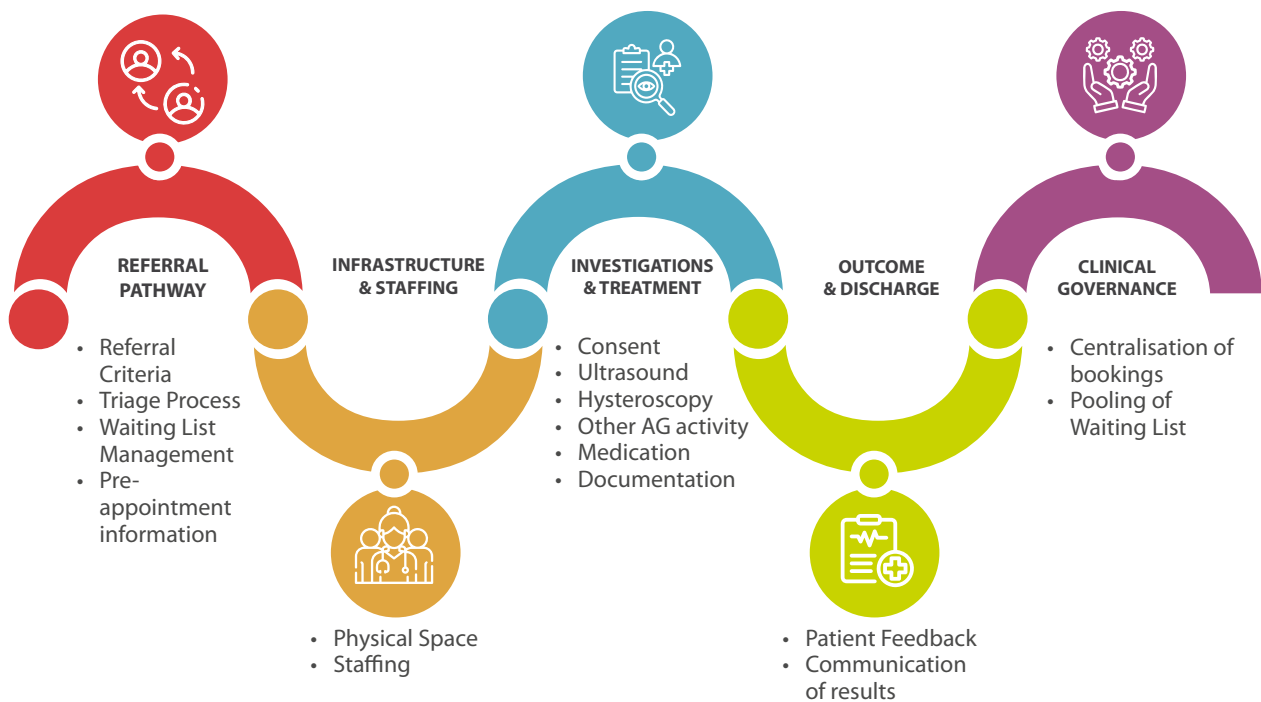 REFERRAL
PATHWAY
• Referral
Criteria
• Triage Process
• Waiting List
Management
• Pre-
appointment
information
INFRASTRUCTURE
& STAFFING
• Physical Space
• Staffing
INVESTIGATIONS
& TREATMENT
• Consent
• Ultrasound
• Hysteroscopy
• Other AG activity
• Medication
• Documentation
OUTCOME
& DISCHARGE
• Patient Feedback
• Communication
of results
CLINICAL
GOVERNANCE
• Centralisation of
bookings
• Pooling of
Waiting List